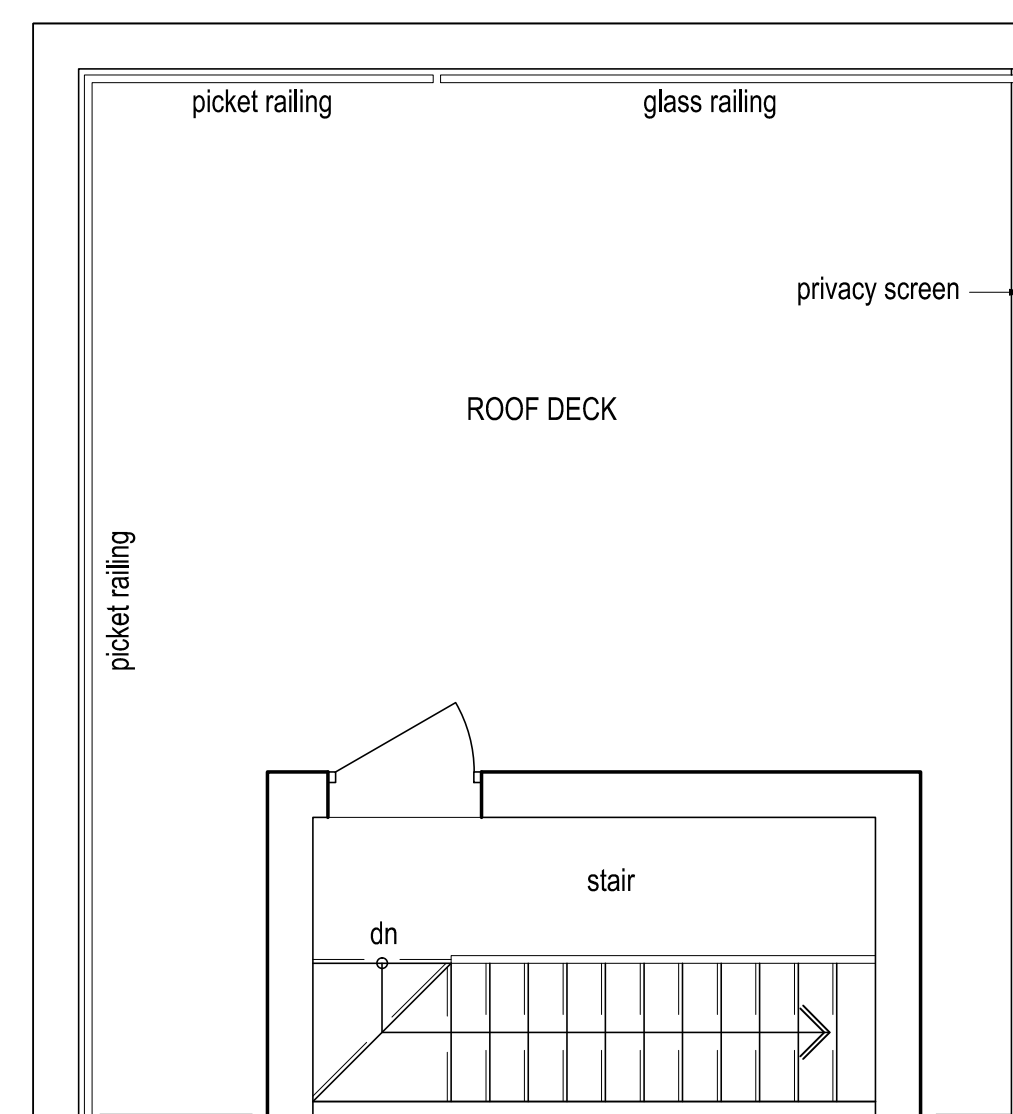 picket railing
glass railing
privacy screen
ROOF DECK
picket railing
stair
dn